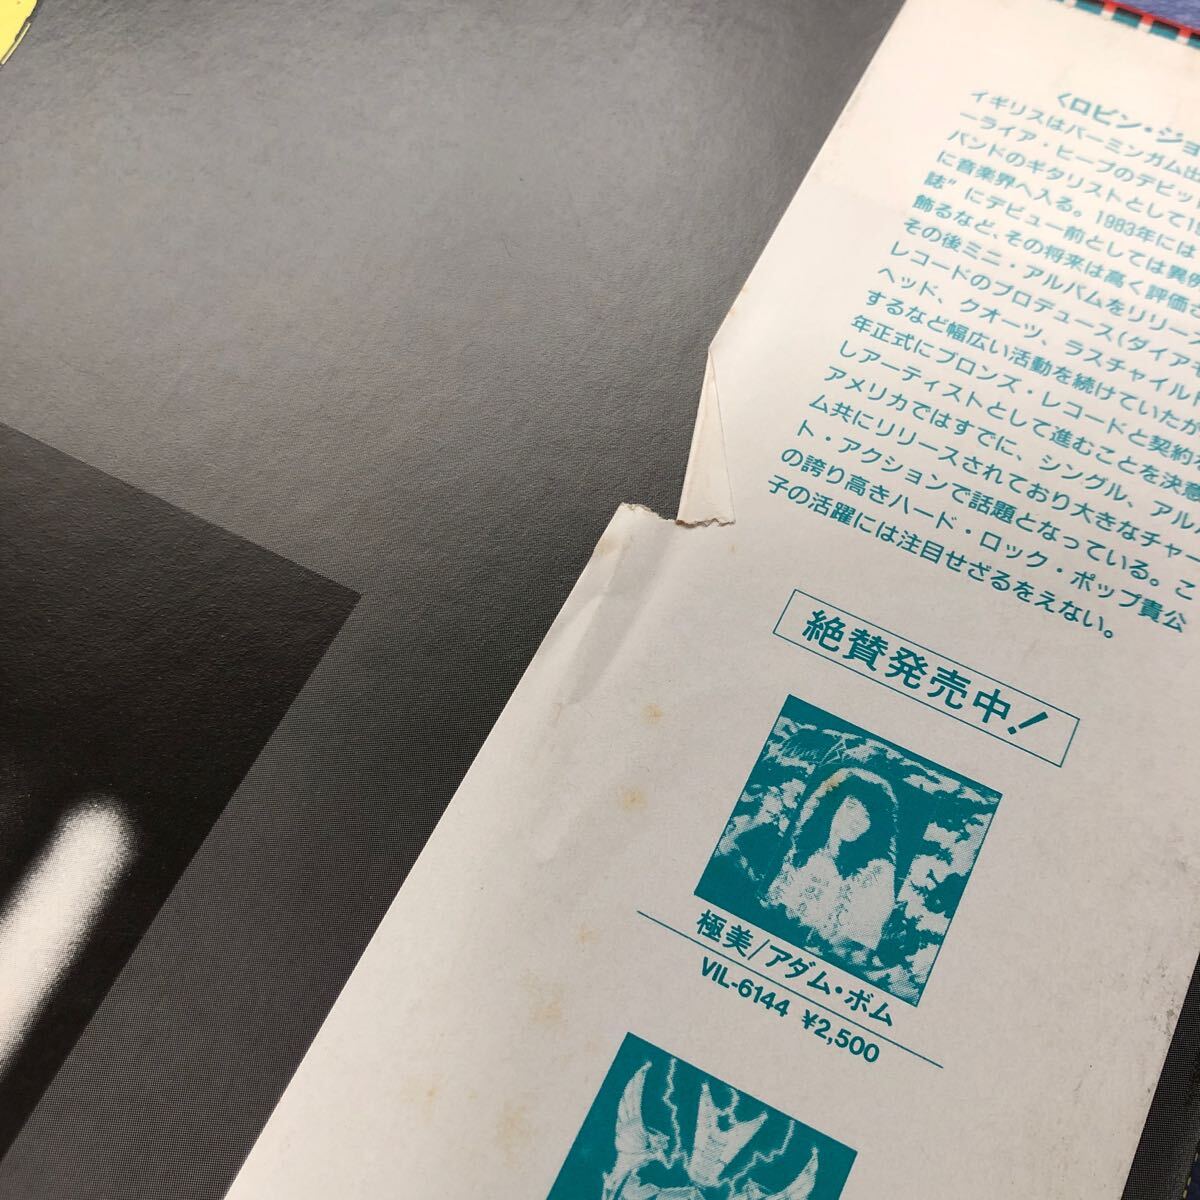 〈ロビン・ジョ
イギリスはバーミンガム出
ーライア・ヒープのデビッ
バンドのギタリストとして1
に音楽界へ入る。1983年には
誌”にデビュー前としては異例
飾るなど、その将来は高く評価さ
その後ミニ・アルバムをリリー
レコードのプロデュース(ダイアモ
ヘッド、クオーツ、ラスチャイルド
するなど幅広い活動を続けていたが
年正式にブロンズ・レコードと契約を
しアーティストとして進むことを決意
アメリカではすでに、シングル、アルバ
ム共にリリースされており大きなチャー
ト・アクションで話題となっている。こ
の誇り高きハード・ロック・ポップ貴公
子の活躍には注目せざるをえない。
絶賛発売中!
極美/アダム・ボム
VIL-6144 ¥2,500